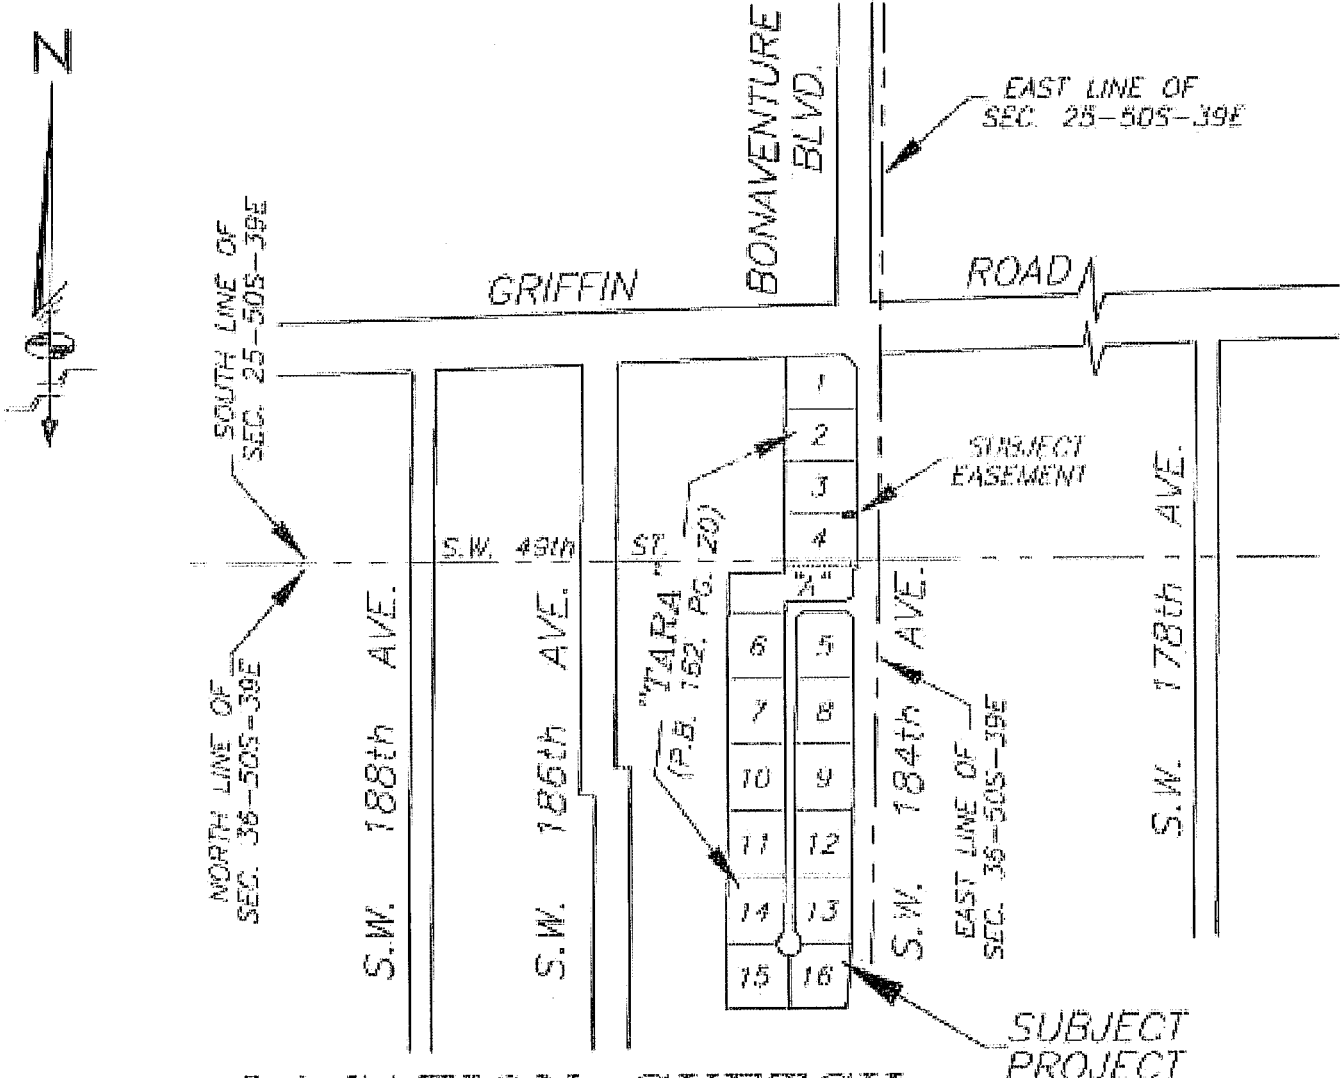 N
BONAVENTURE
BLVD.
EAST LINE OF
SEC. 25-50S-39E
SOUTH LINE OF
SEC. 25-50S-39E
GRIFFIN
ROAD
1
2
3
4
SUBJECT
EASEMENT
S.W. 49th ST.
"A"
"TARA"
(P.B. 152, PG. 20)
6
5
7
8
10
9
11
12
14
13
15
16
NORTH LINE OF
SEC. 36-50S-39E
S.W. 188th AVE.
S.W. 186th AVE.
S.W. 184th AVE.
EAST LINE OF
SEC. 36-50S-39E
S.W. 178th AVE.
SUBJECT
PROJECT